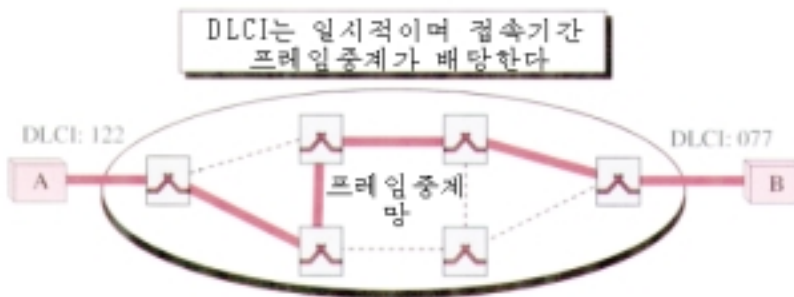 DLCI는 일시적이며 접속기간
프레임중계가 배당한다
DLCI: 122
DLCI: 077
A
프레임중계
망
B